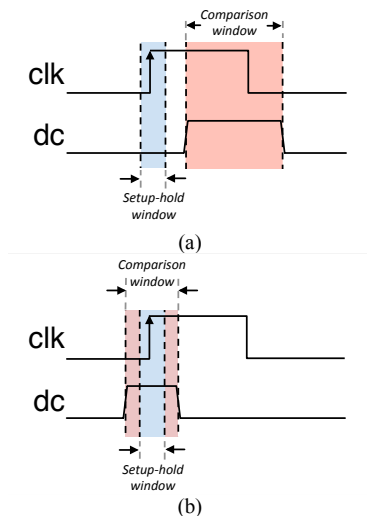 Comparison
window
clk
dc
Setup-hold
window
(a)
Comparison
window
clk
dc
Setup-hold
window
(b)